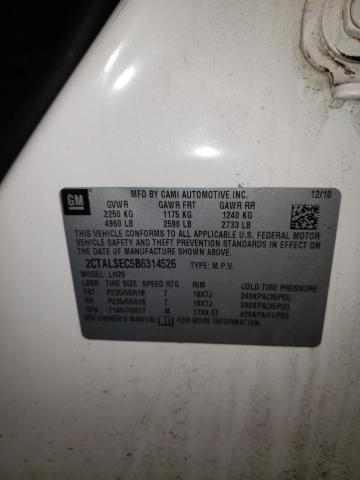 GM
MFD BY CAMI AUTOMOTIVE INC. 12/10
GVWR GAWR FRT GAWR RR
2250 KG 1175 KG 1240 KG
4960 LB 2590 LB 2733 LB
THIS VEHICLE CONFORMS TO ALL APPLICABLE U.S. FEDERAL MOTOR
VEHICLE SAFETY AND THEFT PREVENTION STANDARDS IN EFFECT ON
THE DATE OF MANUFACTURE SHOWN ABOVE.
2CTALSEC5B6314526 TYPE: M.P.V.
MODEL: LH26
LBBR TIRE SIZE SPEED RTG RIM COLD TIRE PRESSURE
FRT P235/55R18 T 18X7J 240KPA(35PSI)
RR P235/55R18 T 18X7J 240KPA(35PSI)
SPA T145/70R17 M 17X4.5T 420KPA(60PSI)
SEE OWNER'S MANUAL